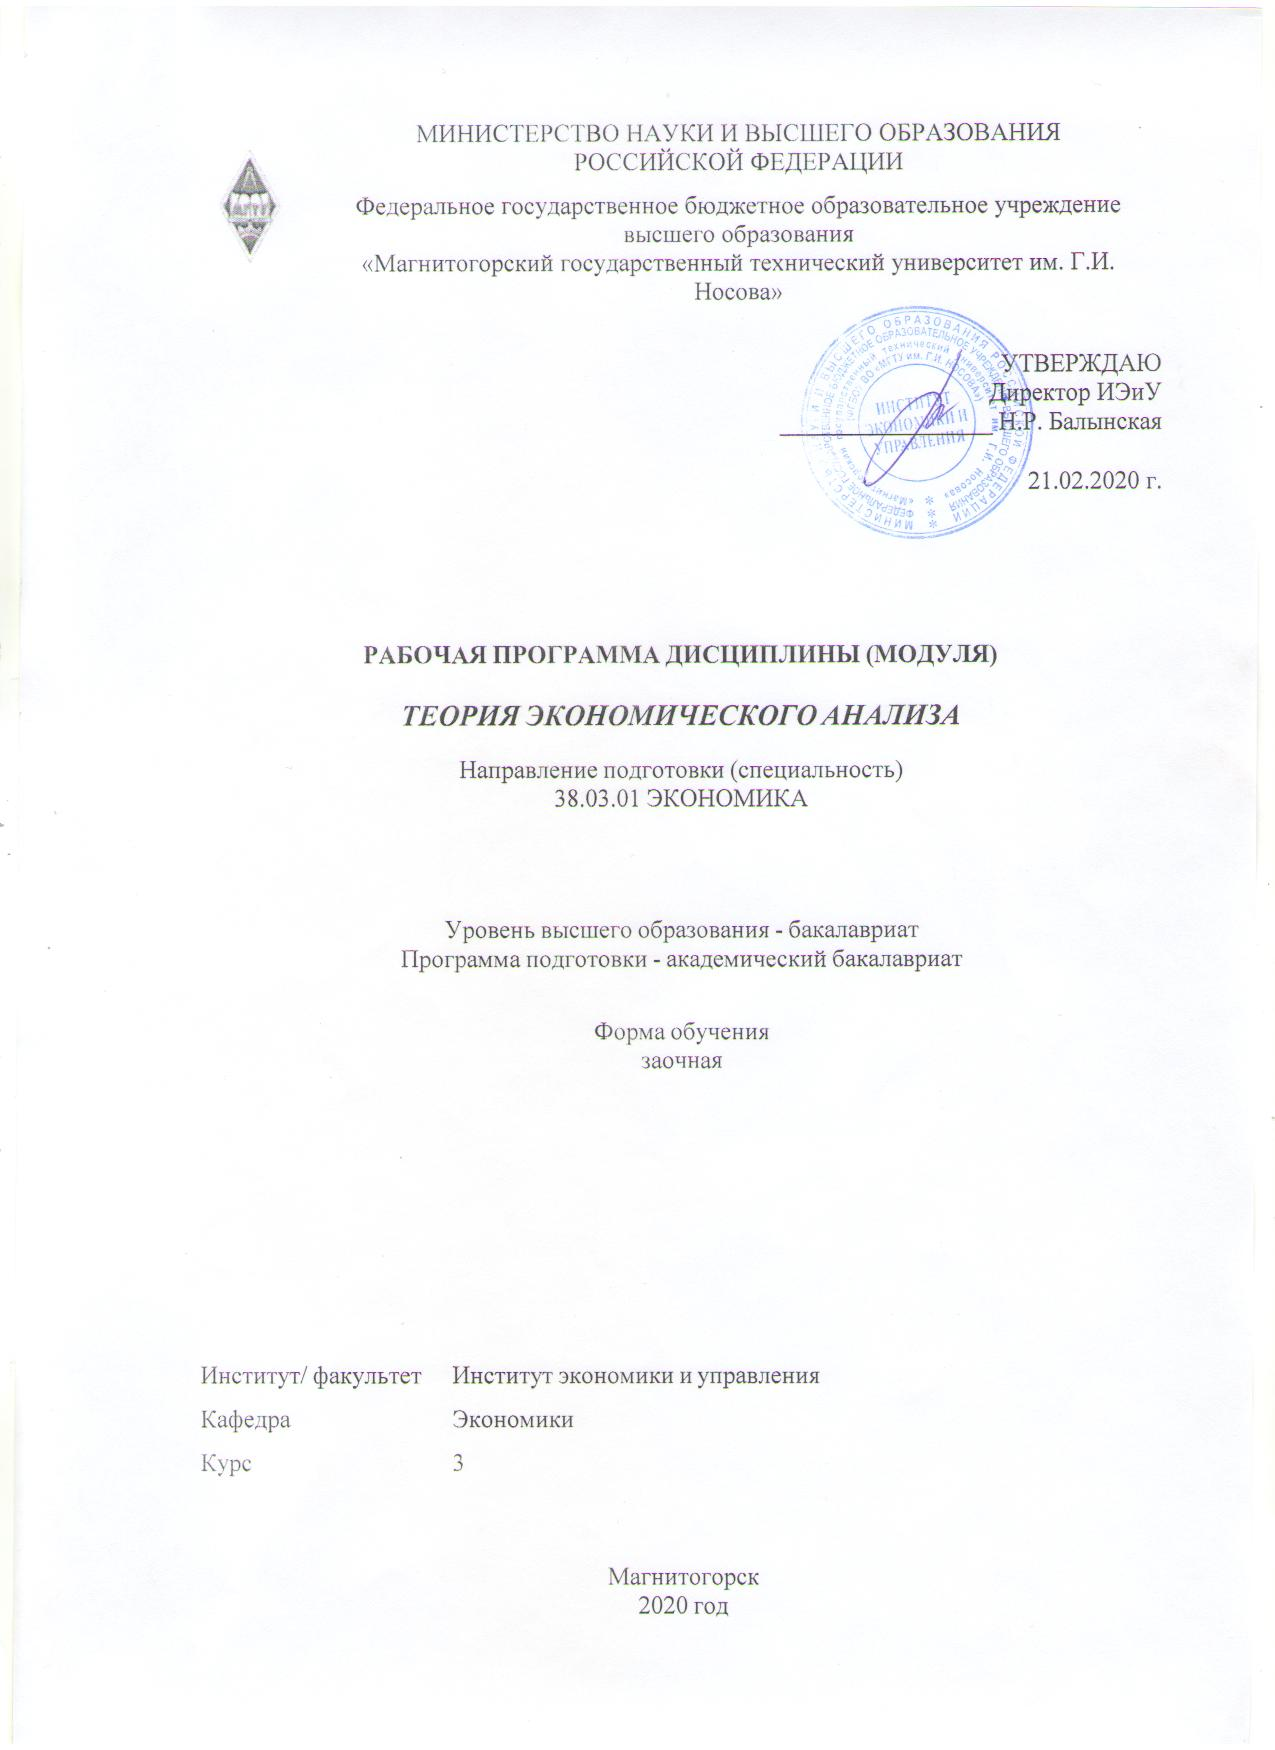 МИНИСТЕРСТВО НАУКИ И ВЫСШЕГО ОБРАЗОВАНИЯ
РОССИЙСКОЙ ФЕДЕРАЦИИ
Федеральное государственное бюджетное образовательное учреждение
высшего образования
«Магнитогорский государственный технический университет им. Г.И.
Носова»
УТВЕРЖДАЮ
Директор ИЭиУ
Н.Р. Балынская
21.02.2020 г.
ИНСТИТУТ
ЭКОНОМИКИ И
УПРАВЛЕНИЯ
РАБОЧАЯ ПРОГРАММА ДИСЦИПЛИНЫ (МОДУЛЯ)
ТЕОРИЯ ЭКОНОМИЧЕСКОГО АНАЛИЗА
Направление подготовки (специальность)
38.03.01 ЭКОНОМИКА
Уровень высшего образования - бакалавриат
Программа подготовки - академический бакалавриат
Форма обучения
заочная
Институт/ факультет Институт экономики и управления
Кафедра Экономики
Курс 3
Магнитогорск
2020 год